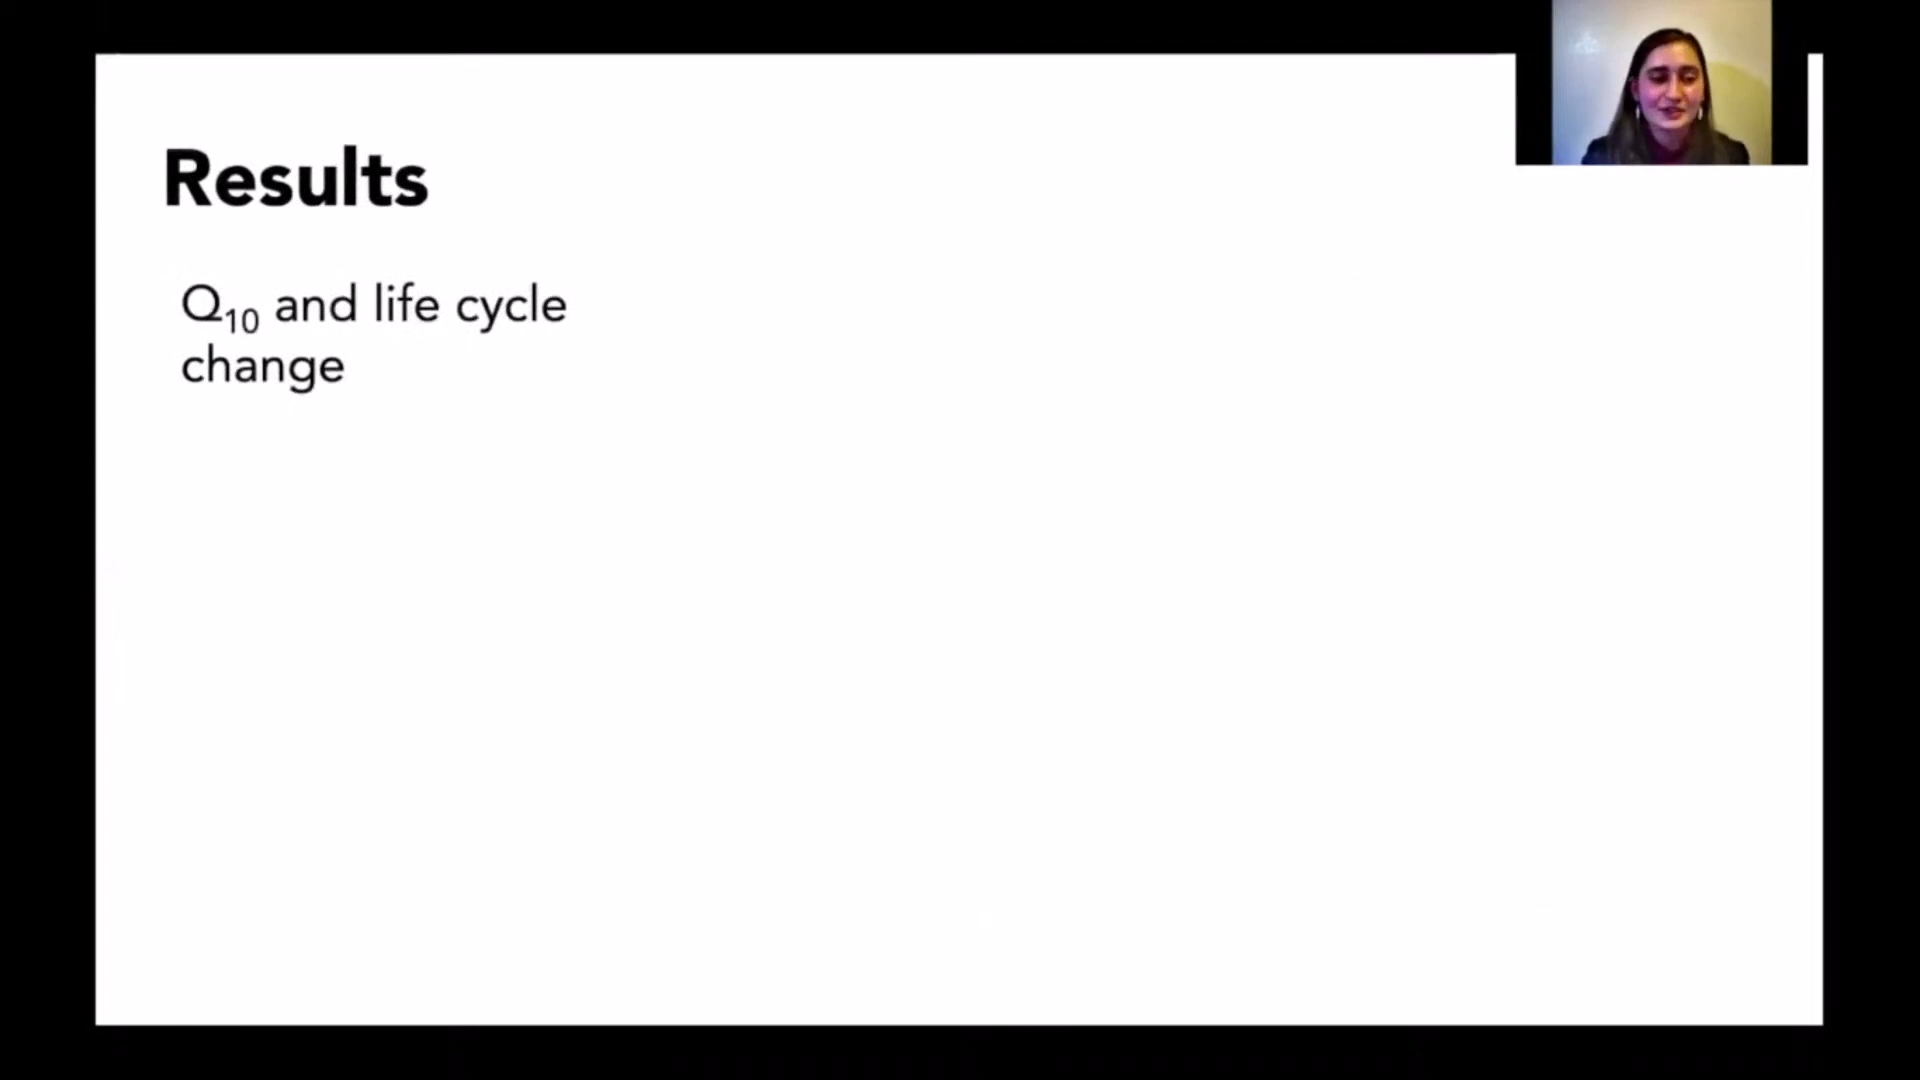 Results
Q₁₀ and life cycle
change